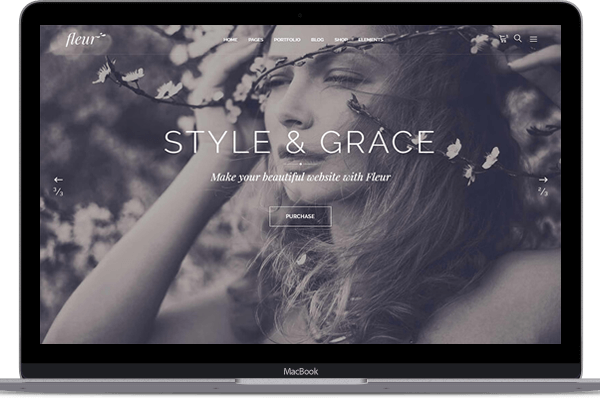 fleur
HOME PAGES PORTFOLIO BLOG SHOP ELEMENTS
STYLE & GRACE
Make your beautiful website with Fleur
3/3
2/3
PURCHASE
MacBook